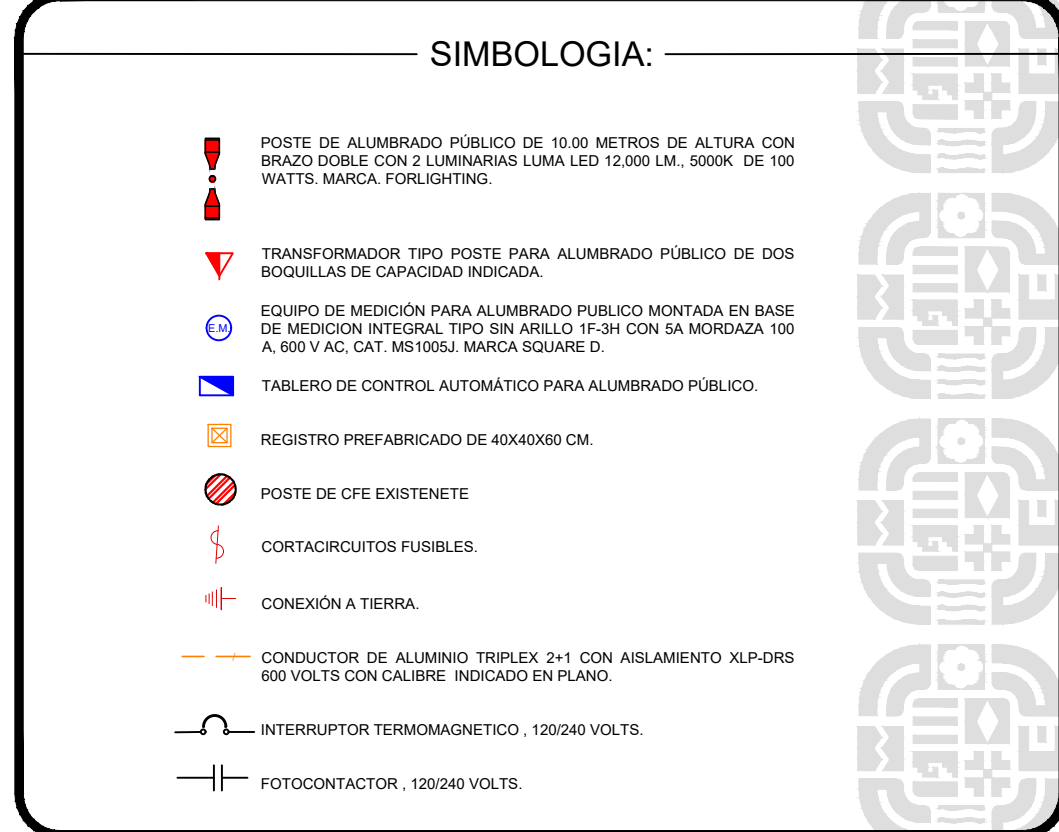 SIMBOLOGIA:
POSTE DE ALUMBRADO PÚBLICO DE 10.00 METROS DE ALTURA CON
BRAZO DOBLE CON 2 LUMINARIAS LUMA LED 12,000 LM., 5000K DE 100
WATTS. MARCA. FORLIGHTING.
TRANSFORMADOR TIPO POSTE PARA ALUMBRADO PÚBLICO DE DOS
BOQUILLAS DE CAPACIDAD INDICADA.
E.M.
EQUIPO DE MEDICIÓN PARA ALUMBRADO PUBLICO MONTADA EN BASE
DE MEDICION INTEGRAL TIPO SIN ARILLO 1F-3H CON 5A MORDAZA 100
A, 600 V AC, CAT. MS1005J. MARCA SQUARE D.
TABLERO DE CONTROL AUTOMÁTICO PARA ALUMBRADO PÚBLICO.
REGISTRO PREFABRICADO DE 40X40X60 CM.
POSTE DE CFE EXISTENETE
CORTACIRCUITOS FUSIBLES.
CONEXIÓN A TIERRA.
CONDUCTOR DE ALUMINIO TRIPLEX 2+1 CON AISLAMIENTO XLP-DRS
600 VOLTS CON CALIBRE INDICADO EN PLANO.
INTERRUPTOR TERMOMAGNETICO , 120/240 VOLTS.
FOTOCONTACTOR , 120/240 VOLTS.